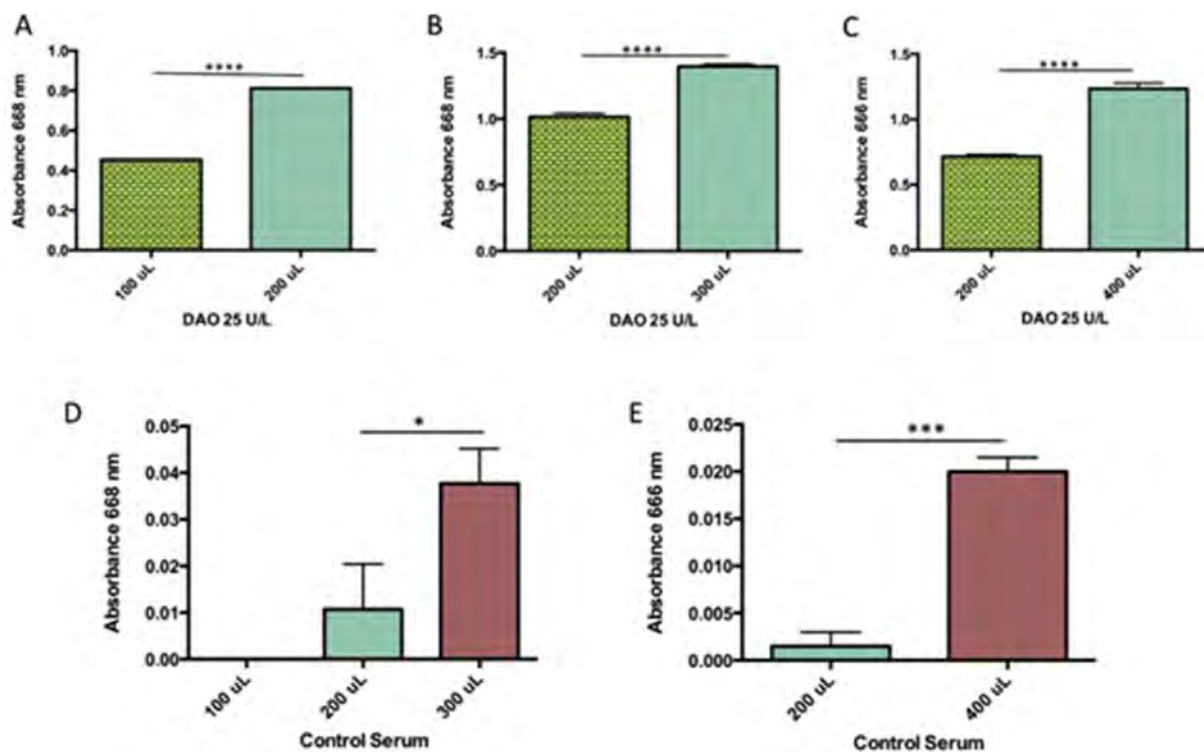 A
Absorbance 668 nm
1.0
0.8
0.6
0.4
0.2
0.0
****
100 uL
200 uL
DAO 25 U/L
B
Absorbance 668 nm
1.5
1.0
0.5
0.0
****
200 uL
300 uL
DAO 25 U/L
C
Absorbance 666 nm
1.5
1.0
0.5
0.0
****
200 uL
400 uL
DAO 25 U/L
D
Absorbance 668 nm
0.05
0.04
0.03
0.02
0.01
0.00
*
100 uL
200 uL
300 uL
Control Serum
E
Absorbance 666 nm
0.025
0.020
0.015
0.010
0.005
0.000
***
200 uL
400 uL
Control Serum